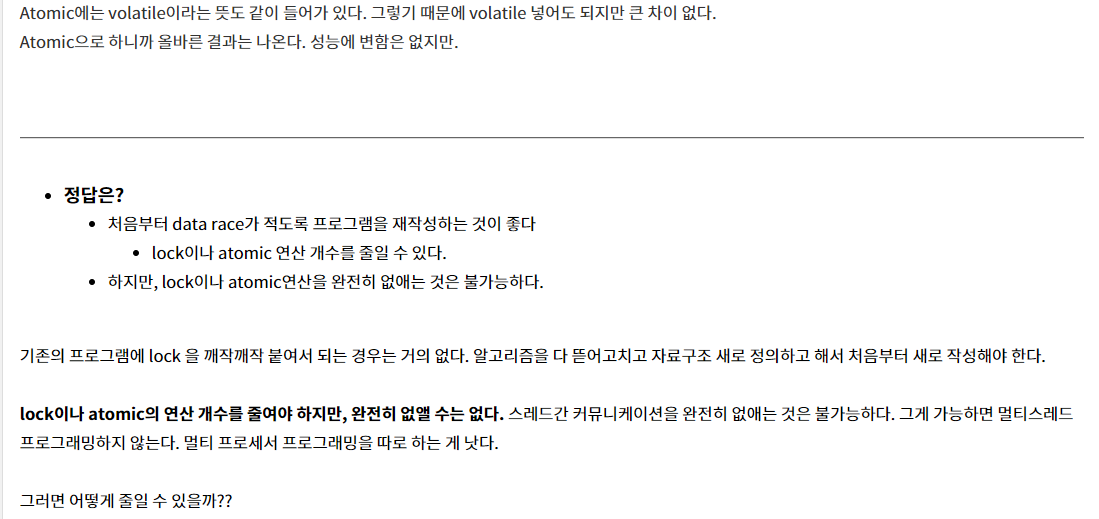 Atomic에는 volatile이라는 뜻도 같이 들어가 있다. 그렇기 때문에 volatile 넣어도 되지만 큰 차이 없다.
Atomic으로 하니까 올바른 결과는 나온다. 성능에 변함은 없지만.
정답은?
처음부터 data race가 적도록 프로그램을 재작성하는 것이 좋다
lock이나 atomic 연산 개수를 줄일 수 있다.
하지만, lock이나 atomic연산을 완전히 없애는 것은 불가능하다.
기존의 프로그램에 lock 을 깨작깨작 붙여서 되는 경우는 거의 없다. 알고리즘을 다 뜯어고치고 자료구조 새로 정의하고 해서 처음부터 새로 작성해야 한다.
lock이나 atomic의 연산 개수를 줄여야 하지만, 완전히 없앨 수는 없다. 스레드간 커뮤니케이션을 완전히 없애는 것은 불가능하다. 그게 가능하면 멀티스레드
프로그래밍하지 않는다. 멀티 프로세서 프로그래밍을 따로 하는 게 낫다.
그러면 어떻게 줄일 수 있을까??